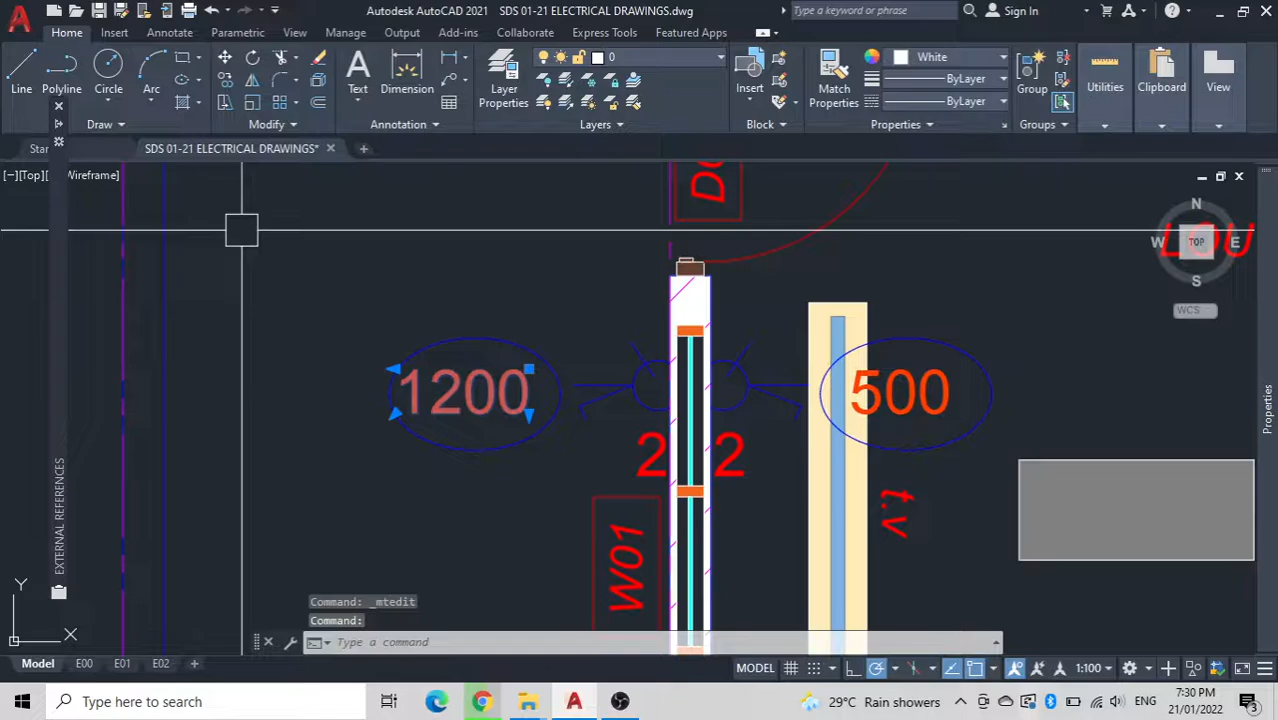 Autodesk AutoCAD 2021 SDS 01-21 ELECTRICAL DRAWINGS.dwg
Type a keyword or phrase
Sign In
Home Insert Annotate Parametric View Manage Output Add-ins Collaborate Express Tools Featured Apps
Line Polyline Circle Arc
Text Dimension
Layer Properties
0
Insert
Match Properties
White
ByLayer
ByLayer
Group
Utilities
Clipboard
View
Draw Modify Annotation Layers Block Properties Groups
SDS 01-21 ELECTRICAL DRAWINGS*
[−][Top][
Wireframe]
N
W TOP E
S
WCS
LOU
1200
500
2 2
t.v
W01
EXTERNAL REFERENCES
Properties
Y
X
Command: _mtedit
Command:
Type a command
Model E00 E01 E02
MODEL
1:100
Type here to search
29°C Rain showers
ENG
7:30 PM
21/01/2022
3